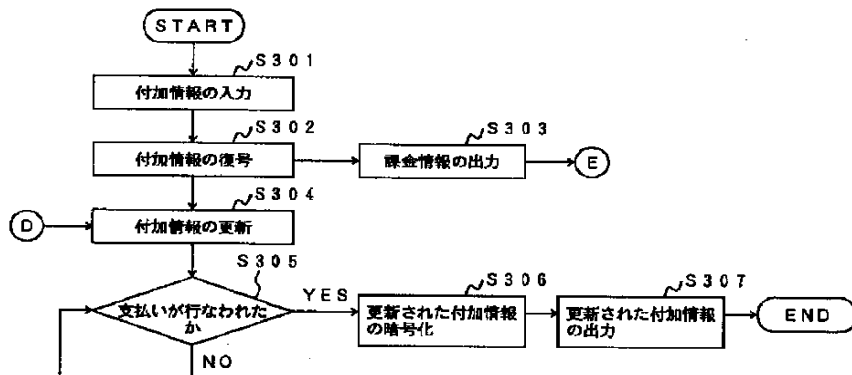 START
S301
付加情報の入力
S302
付加情報の復号
S303
課金情報の出力
E
S304
D
付加情報の更新
S305
支払いが行なわれた
か
YES
NO
S306
更新された付加情報
の暗号化
S307
更新された付加情報
の出力
END